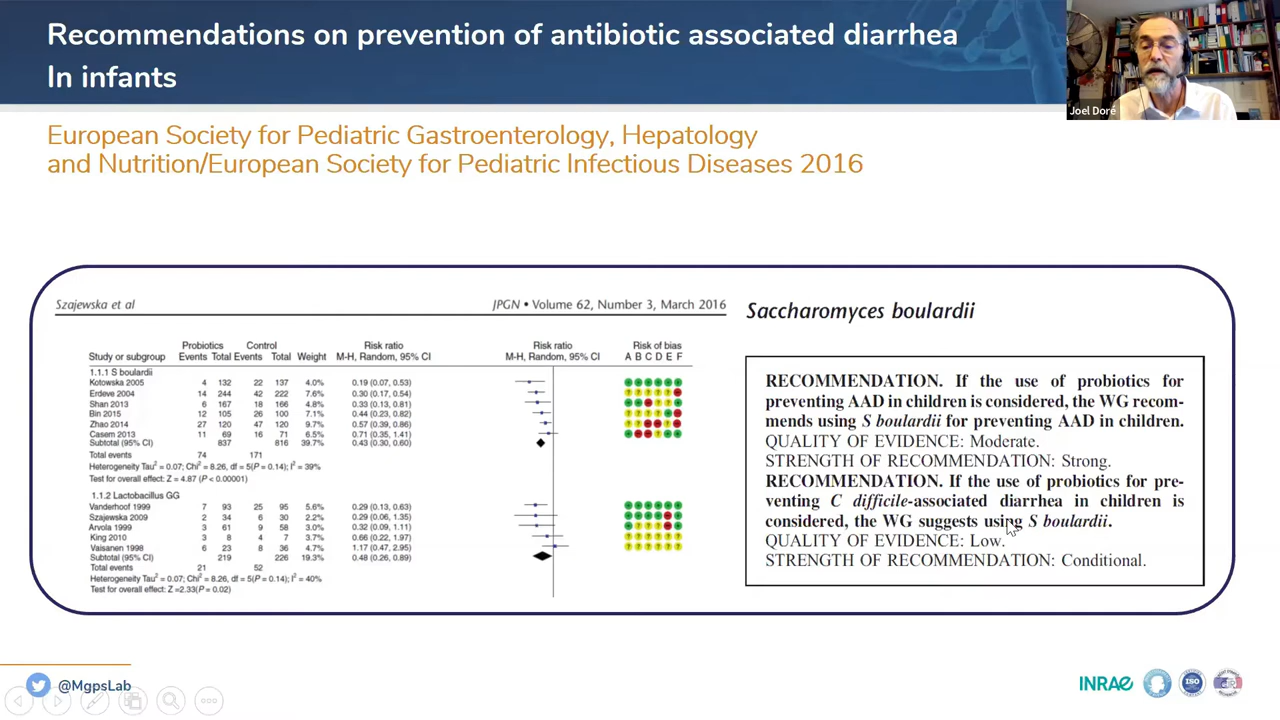 Recommendations on prevention of antibiotic associated diarrhea
In infants
Joel Doré
European Society for Pediatric Gastroenterology, Hepatology
and Nutrition/European Society for Pediatric Infectious Diseases 2016
Szajewska et al
JPGN • Volume 62, Number 3, March 2016
Probiotics Control Risk ratio Risk ratio Risk of bias
Study or subgroup Events Total Events Total Weight M-H, Random, 95% CI M-H, Random, 95% CI A B C D E F
1.1.1 S boulardii
Kotowska 2005 4 132 22 137 4.0% 0.19 (0.07, 0.53)
Erdeve 2004 14 244 42 222 7.6% 0.30 (0.17, 0.54)
Shan 2013 6 167 18 166 4.8% 0.33 (0.13, 0.81)
Bin 2015 12 105 26 100 7.1% 0.44 (0.23, 0.82)
Zhao 2014 27 120 47 120 9.7% 0.57 (0.39, 0.86)
Casem 2013 11 69 16 71 6.5% 0.71 (0.35, 1.41)
Subtotal (95% CI) 837 816 39.7% 0.43 (0.30, 0.60)
Total events 74 171
Heterogeneity Tau² = 0.07; Chi² = 8.26, df = 5(P = 0.14); I² = 39%
Test for overall effect: Z = 4.87 (P < 0.00001)
1.1.2 Lactobacillus GG
Vanderhoof 1999 7 93 25 95 5.6% 0.29 (0.13, 0.63)
Szajewska 2009 2 34 6 30 2.2% 0.29 (0.06, 1.35)
Arvola 1999 3 61 9 58 3.0% 0.32 (0.09, 1.11)
King 2010 3 8 4 7 3.7% 0.66 (0.22, 1.97)
Vaisanen 1998 6 23 8 36 4.9% 1.17 (0.47, 2.95)
Subtotal (95% CI) 219 226 19.3% 0.48 (0.26, 0.89)
Total events 21 52
Heterogeneity Tau² = 0.07; Chi² = 8.26, df = 5(P = 0.14); I² = 40%
Test for overall effect: Z =2.33(P = 0.02)
Saccharomyces boulardii
RECOMMENDATION. If the use of probiotics for
preventing AAD in children is considered, the WG recom-
mends using S boulardii for preventing AAD in children.
QUALITY OF EVIDENCE: Moderate.
STRENGTH OF RECOMMENDATION: Strong.
RECOMMENDATION. If the use of probiotics for pre-
venting C difficile-associated diarrhea in children is
considered, the WG suggests using S boulardii.
QUALITY OF EVIDENCE: Low.
STRENGTH OF RECOMMENDATION: Conditional.
@MgpsLab
INRAE
ISO